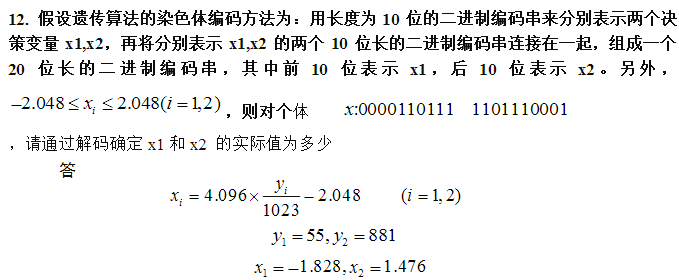 12. 假设遗传算法的染色体编码方法为：用长度为 10 位的二进制编码串来分别表示两个决
策变量 x1,x2，再将分别表示 x1,x2 的两个 10 位长的二进制编码串连接在一起，组成一个
20 位长的二进制编码串，其中前 10 位表示 x1，后 10 位表示 x2。另外，
−2.048 ≤ xᵢ ≤ 2.048(i = 1,2)，则对个体 x:0000110111 1101110001
，请通过解码确定 x1 和 x2 的实际值为多少
答
xᵢ = 4.096 × yᵢ/1023 − 2.048 (i = 1,2)
y₁ = 55, y₂ = 881
x₁ = −1.828, x₂ = 1.476